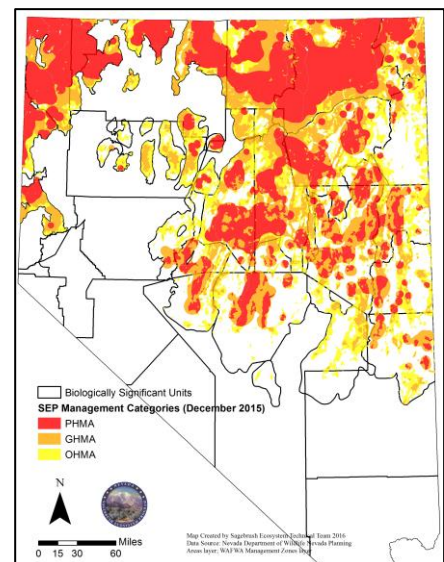 Biologically Significant Units
SEP Management Categories (December 2015)
PHMA
GHMA
OHMA
N
0 15 30 60
Miles
Map Created by Sagebrush Ecosystem Technical Team 2016
Data Source: Nevada Department of Wildlife Nevada Planning
Areas layer; WAFWA Management Zones layer